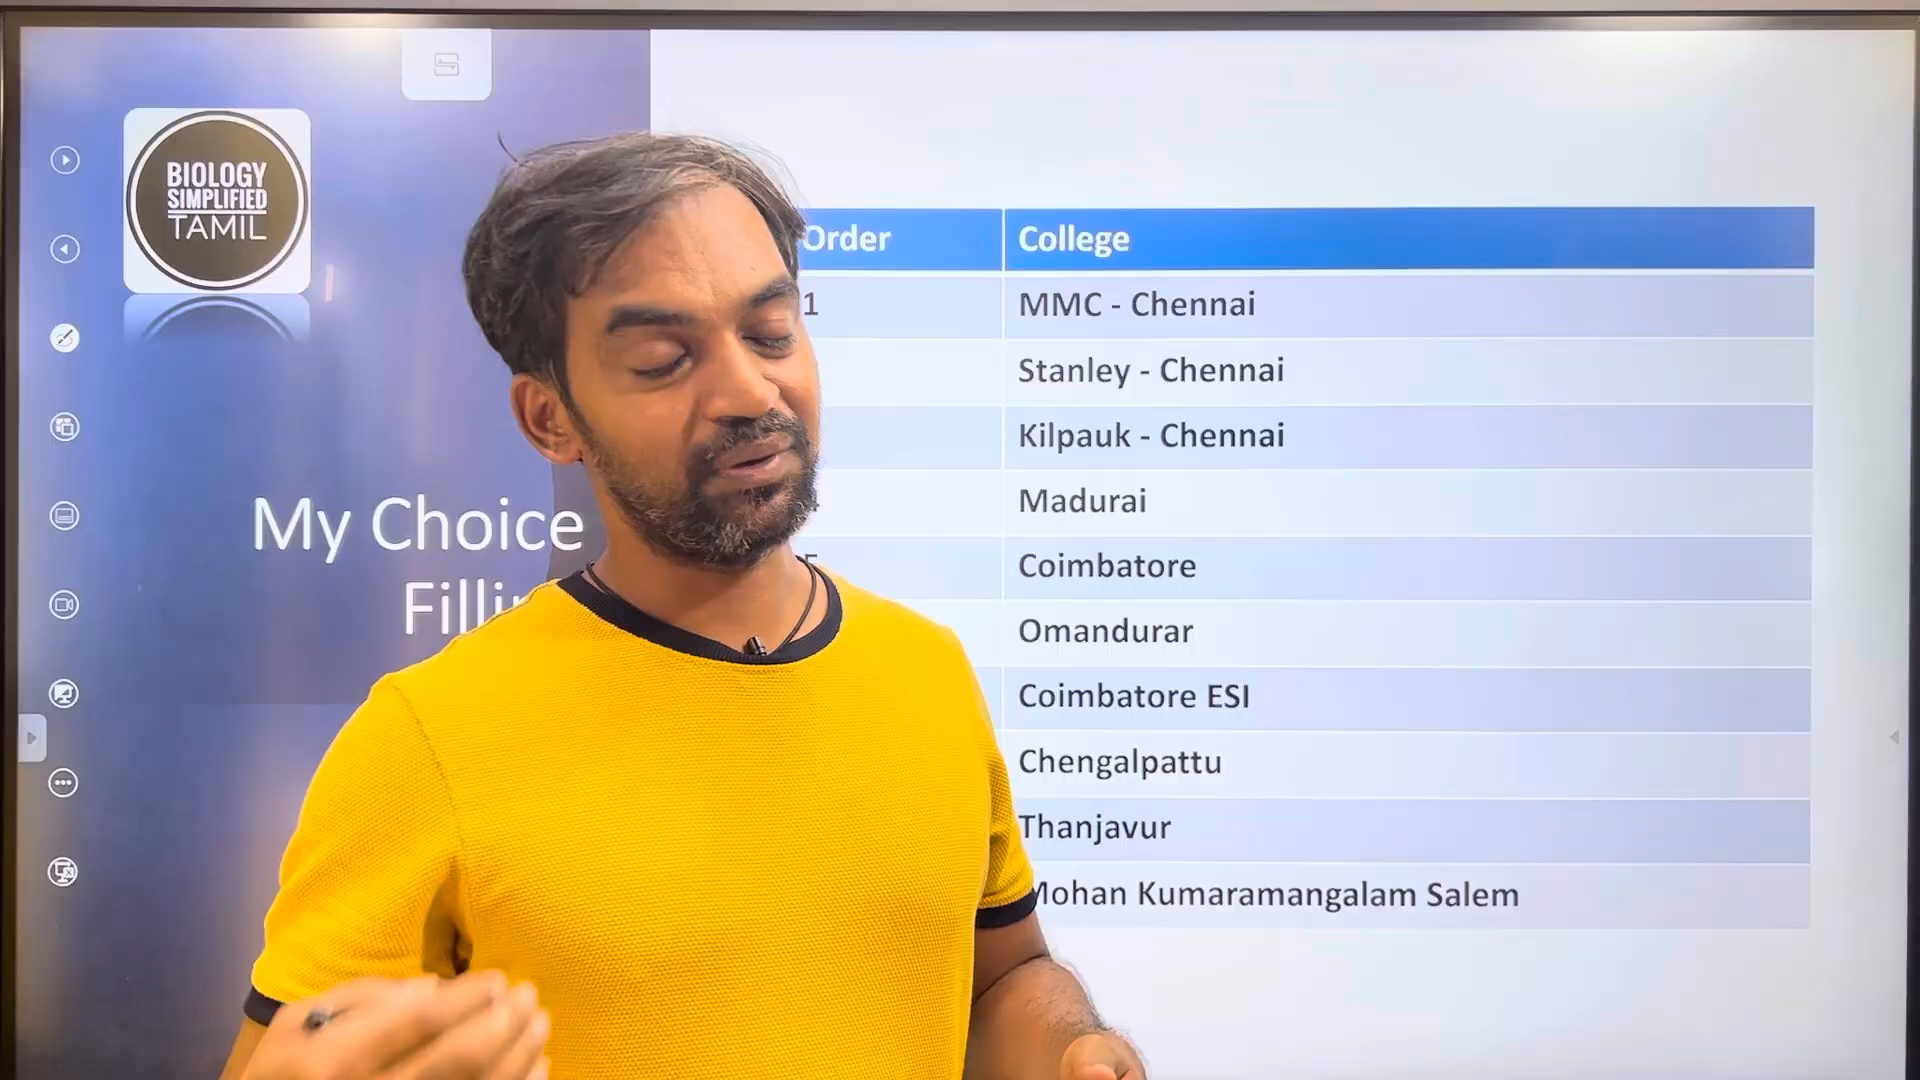 BIOLOGY
SIMPLIFIED
TAMIL
My Choice
Order College
1 MMC - Chennai
Stanley - Chennai
Kilpauk - Chennai
Madurai
Coimbatore
Omandurar
Coimbatore ESI
Chengalpattu
Thanjavur
Mohan Kumaramangalam Salem